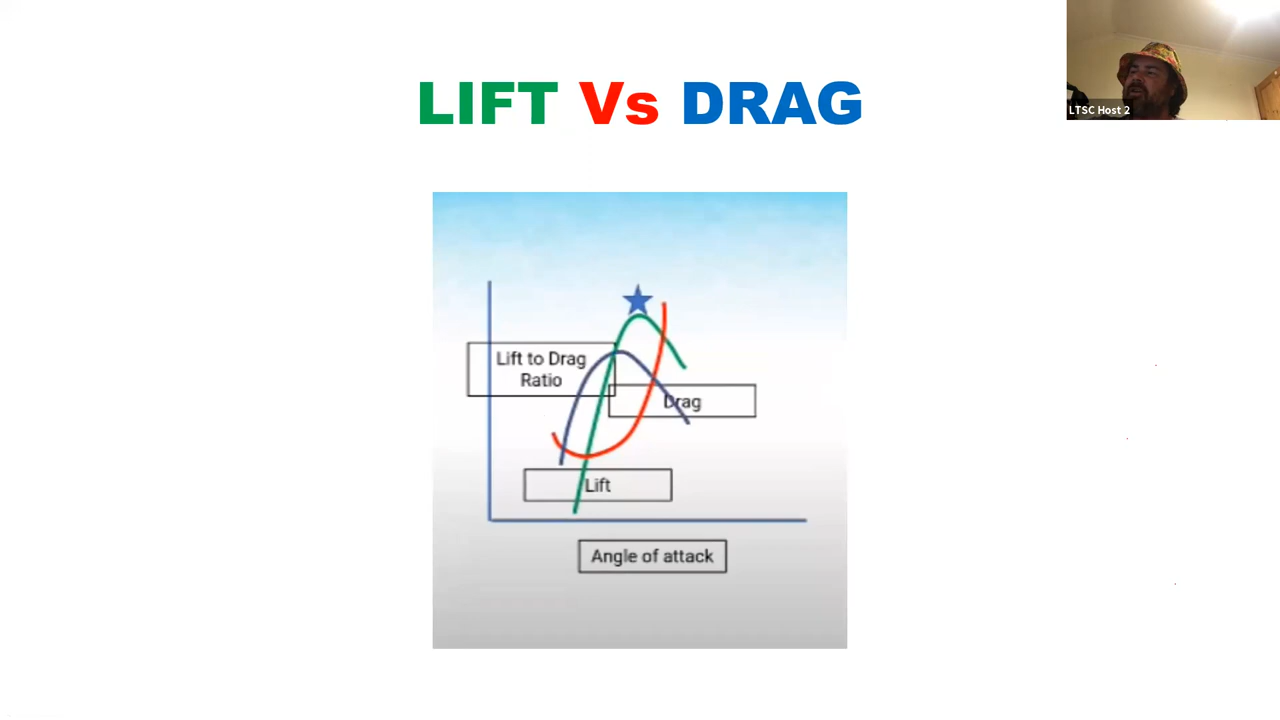 LIFT Vs DRAG
LTSC Host 2
Lift to Drag
Ratio
Drag
Lift
Angle of attack